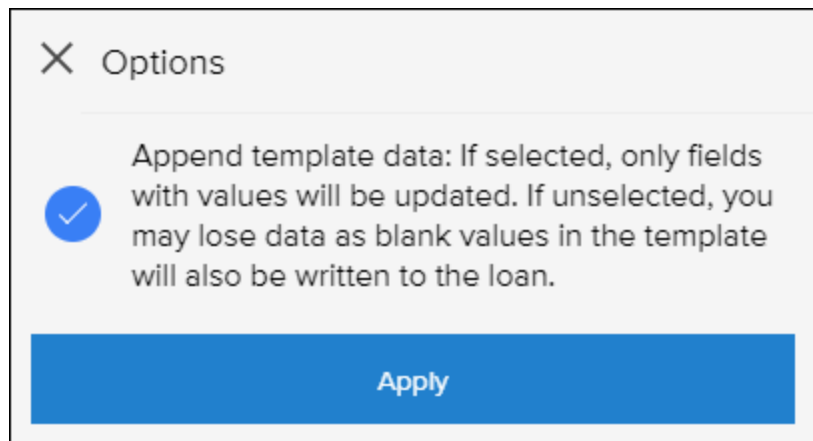 Options
Append template data: If selected, only fields
with values will be updated. If unselected, you
may lose data as blank values in the template
will also be written to the loan.
Apply